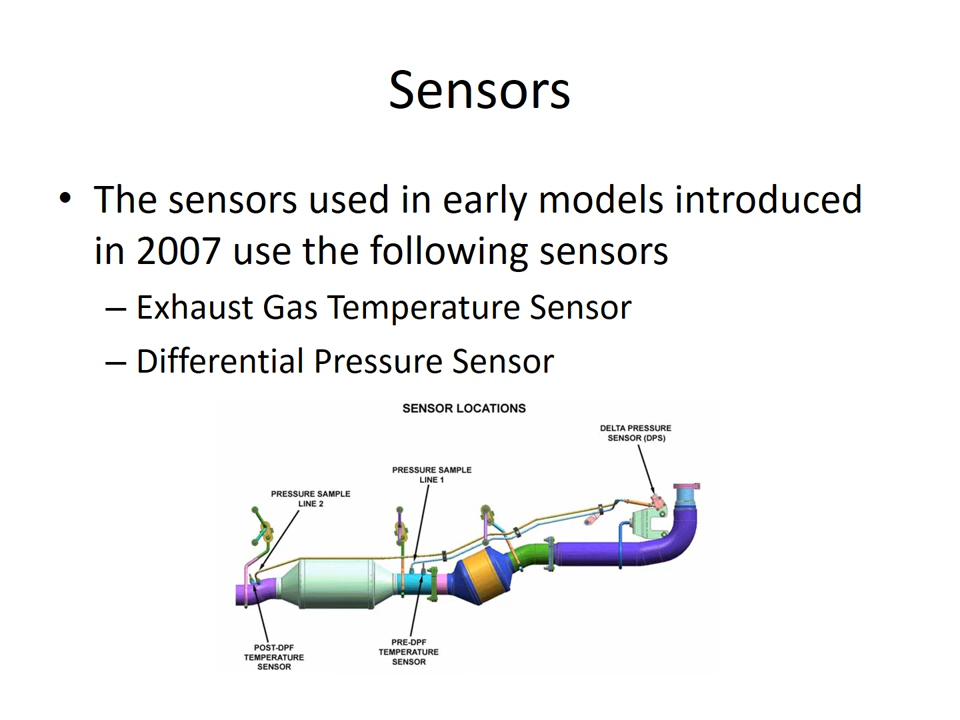 Sensors
• The sensors used in early models introduced
in 2007 use the following sensors
– Exhaust Gas Temperature Sensor
– Differential Pressure Sensor
SENSOR LOCATIONS
DELTA PRESSURE
SENSOR (DPS)
PRESSURE SAMPLE
LINE 1
PRESSURE SAMPLE
LINE 2
POST-DPF
TEMPERATURE
SENSOR
PRE-DPF
TEMPERATURE
SENSOR